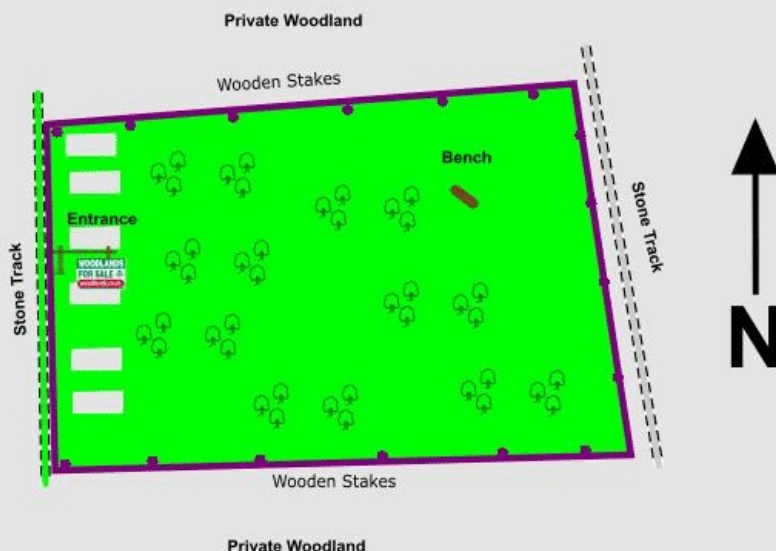 Private Woodland
Wooden Stakes
Bench
Entrance
Stone Track
Stone Track
WOODLANDS
FOR SALE
N
Wooden Stakes
Private Woodland